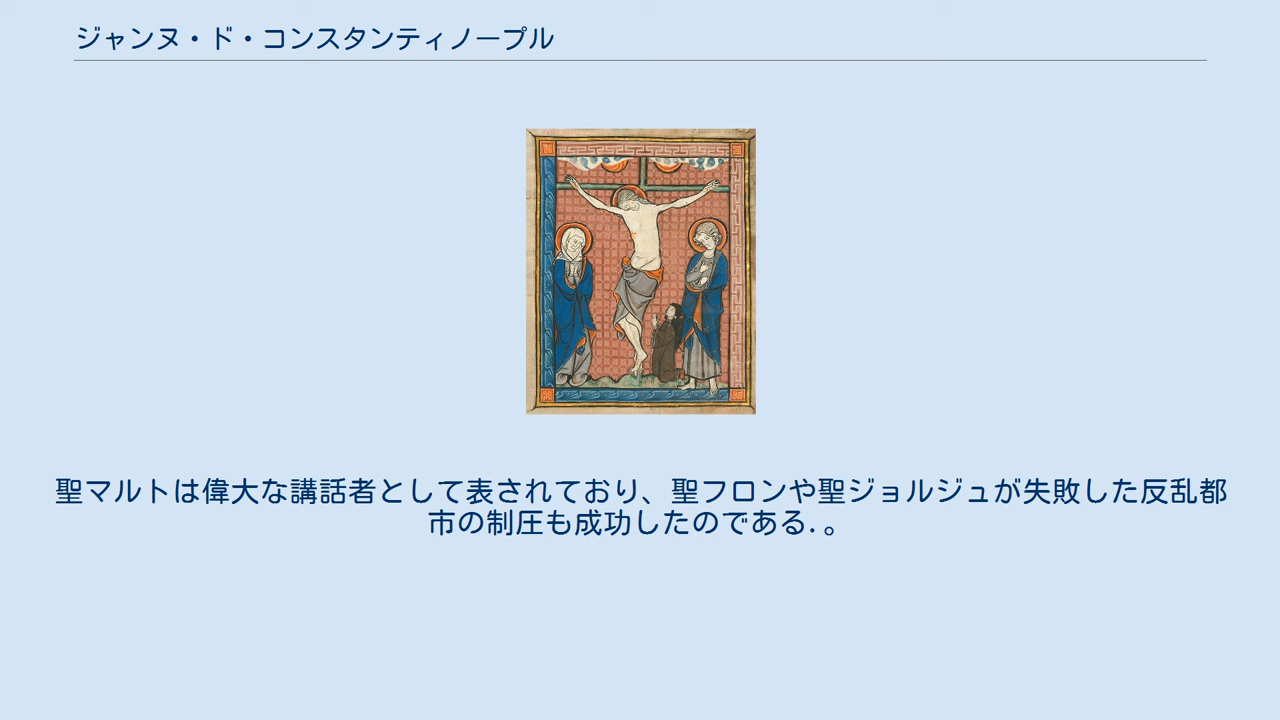 ジャンヌ・ド・コンスタンティノープル
聖マルトは偉大な講話者として表されており、聖フロンや聖ジョルジュが失敗した反乱都
市の制圧も成功したのである.。